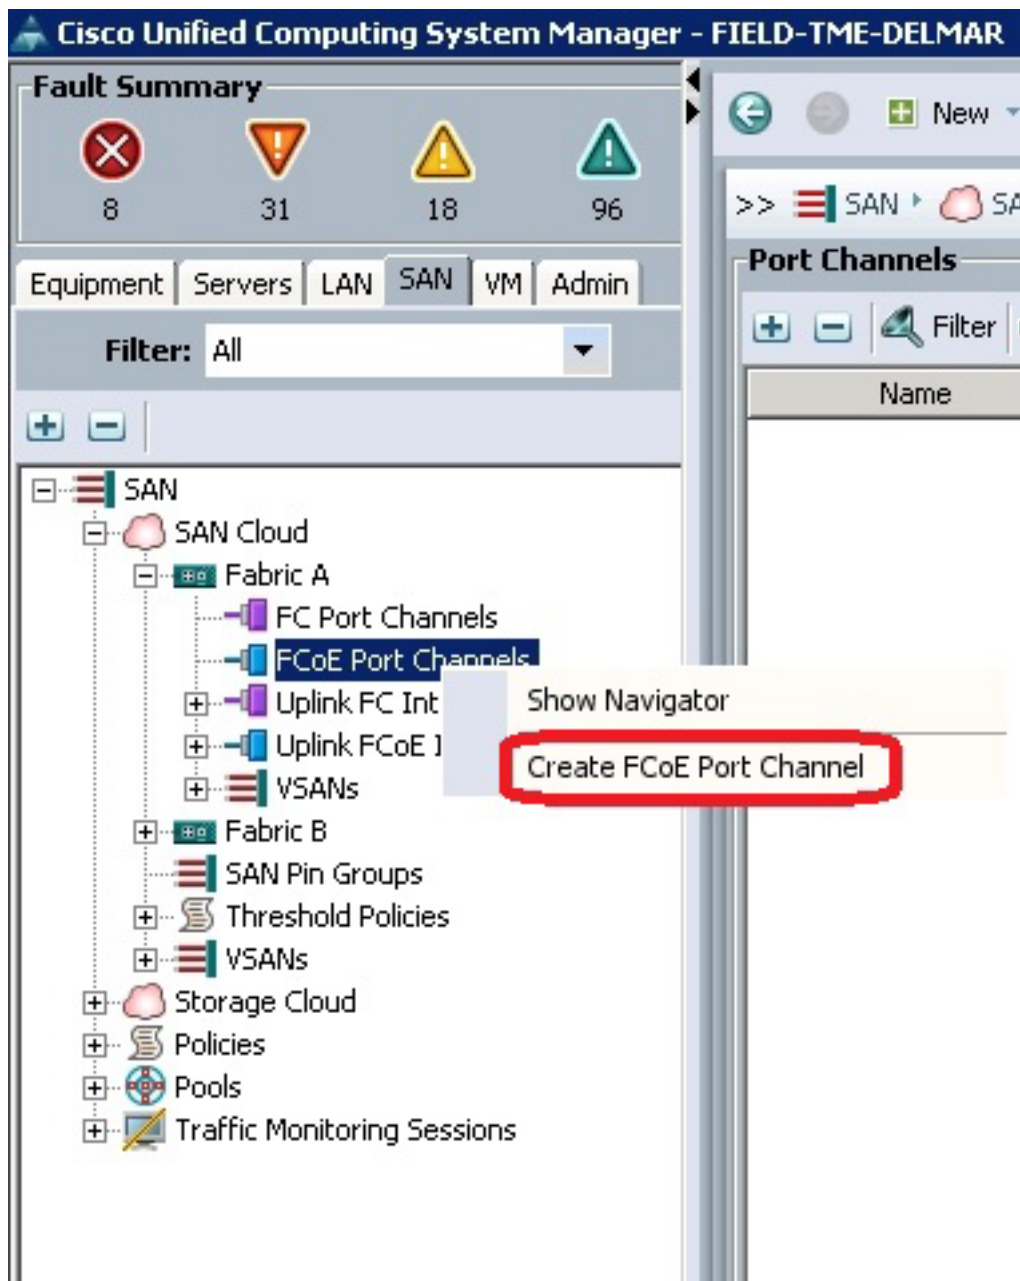 Cisco Unified Computing System Manager - FIELD-TME-DELMAR
Fault Summary
8 31 18 96
New
>> SAN
Equipment Servers LAN SAN VM Admin
Port Channels
Filter: All
Filter
Name
SAN
SAN Cloud
Fabric A
FC Port Channels
FCoE Port Channels
Uplink FC Int
Uplink FCoE I
VSANs
Show Navigator
Create FCoE Port Channel
Fabric B
SAN Pin Groups
Threshold Policies
VSANs
Storage Cloud
Policies
Pools
Traffic Monitoring Sessions